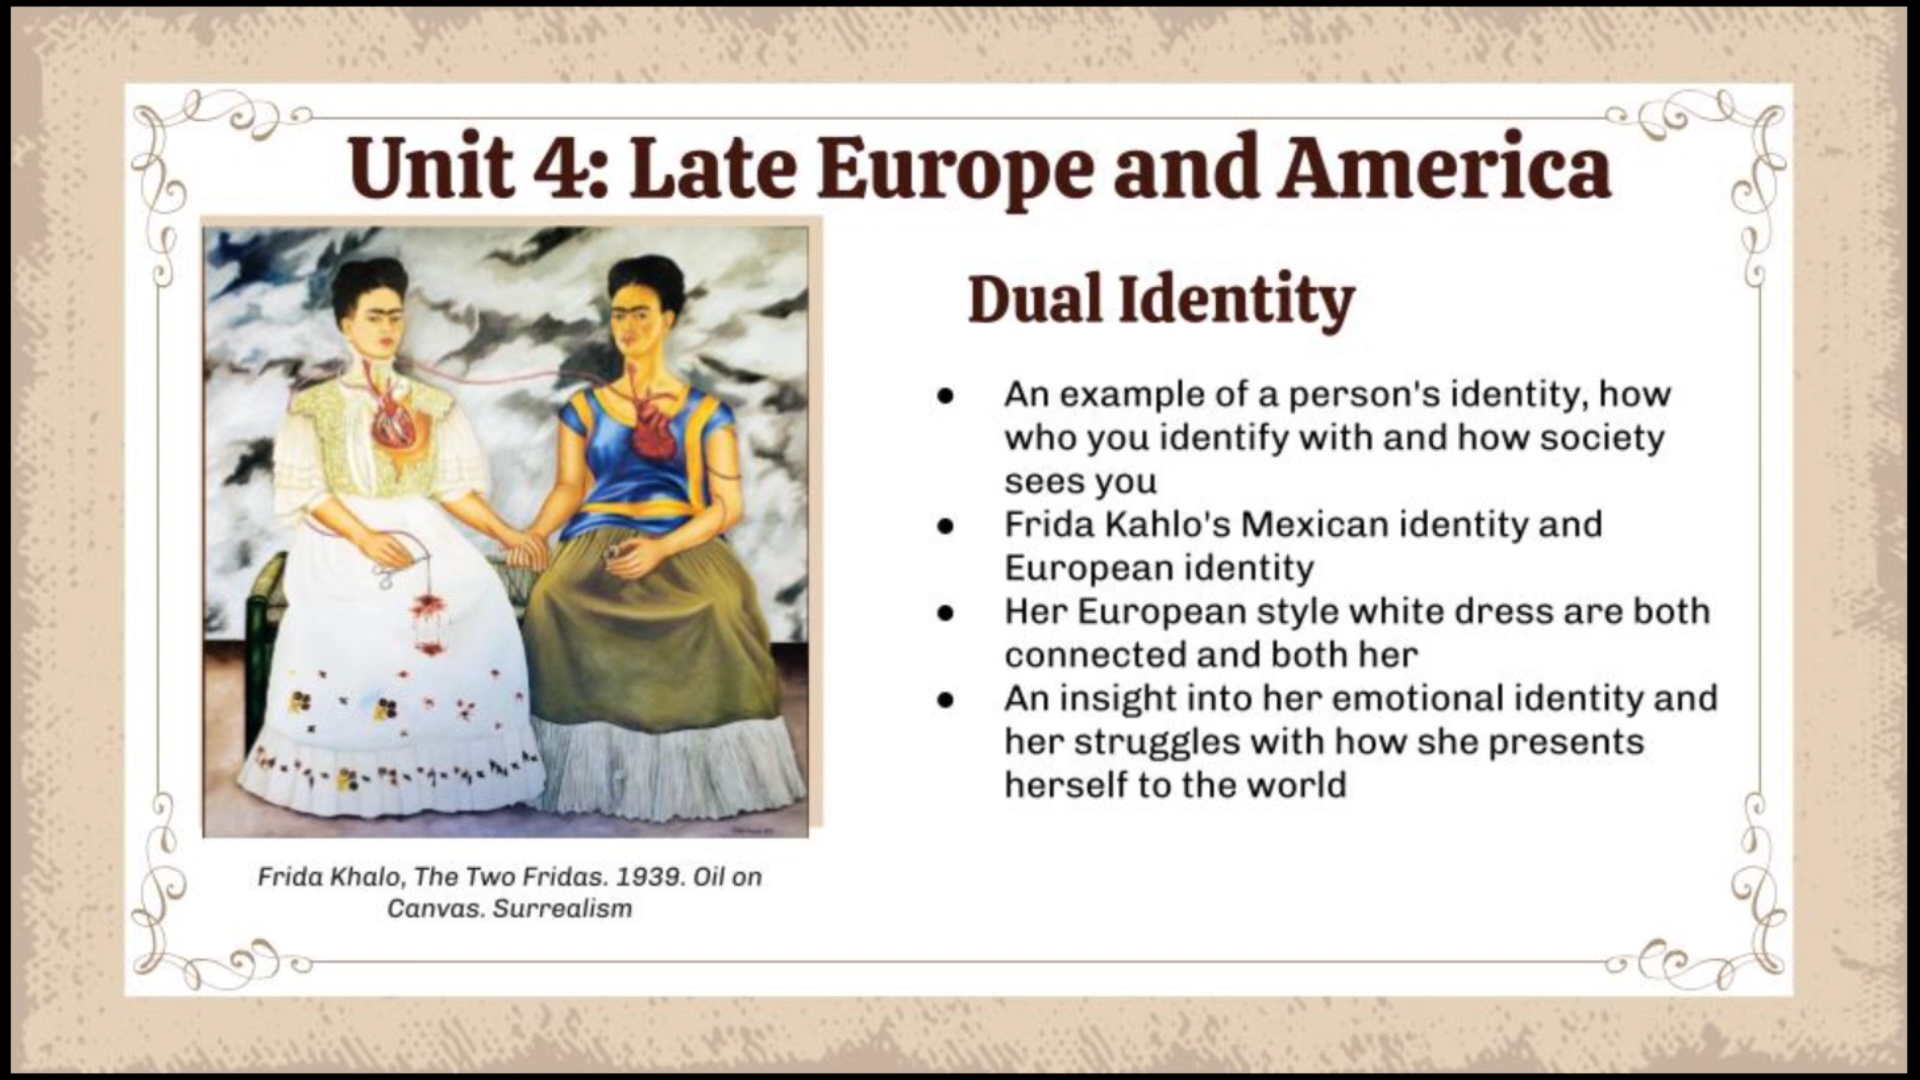 Unit 4: Late Europe and America
Dual Identity
● An example of a person's identity, how
who you identify with and how society
sees you
● Frida Kahlo's Mexican identity and
European identity
● Her European style white dress are both
connected and both her
● An insight into her emotional identity and
her struggles with how she presents
herself to the world
Frida Khalo, The Two Fridas. 1939. Oil on
Canvas. Surrealism